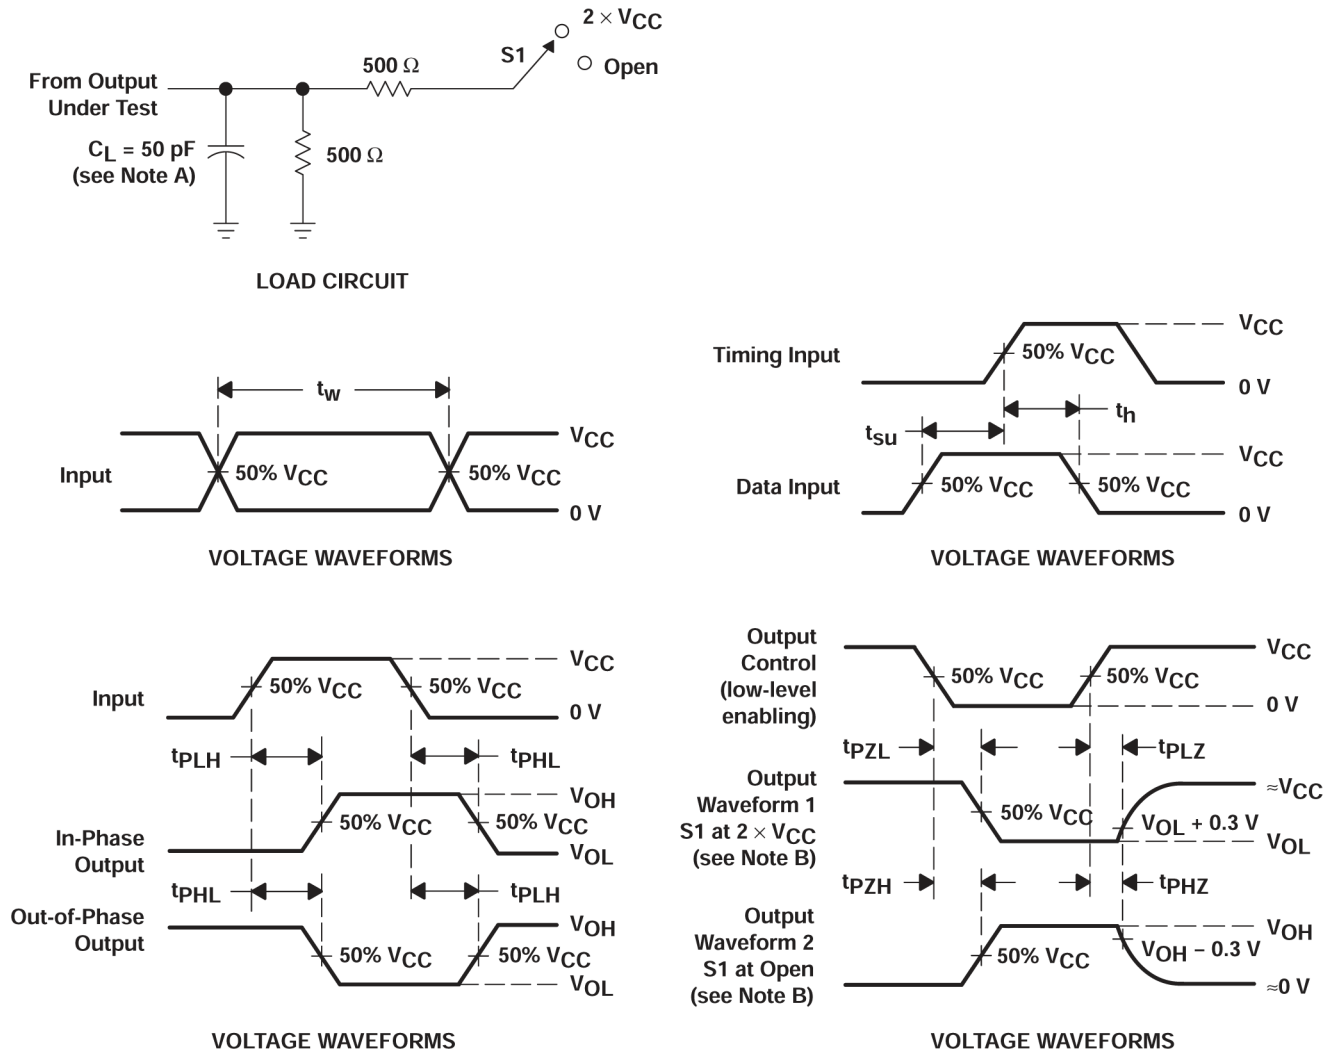 2 × VCC
S1
Open
500 Ω
From Output
Under Test
CL = 50 pF
(see Note A)
500 Ω
LOAD CIRCUIT
tw
Input
VCC
50% VCC
50% VCC
0 V
VOLTAGE WAVEFORMS
Timing Input
50% VCC
VCC
0 V
th
tsu
Data Input
50% VCC
50% VCC
VCC
0 V
VOLTAGE WAVEFORMS
Input
50% VCC
50% VCC
VCC
0 V
tPLH
tPHL
In-Phase
Output
50% VCC
50% VCC
VOH
VOL
tPHL
tPLH
Out-of-Phase
Output
50% VCC
50% VCC
VOH
VOL
VOLTAGE WAVEFORMS
Output
Control
(low-level
enabling)
50% VCC
50% VCC
VCC
0 V
tPZL
tPLZ
Output
Waveform 1
S1 at 2 × VCC
(see Note B)
50% VCC
VOL + 0.3 V
≈VCC
VOL
tPZH
tPHZ
Output
Waveform 2
S1 at Open
(see Note B)
50% VCC
VOH − 0.3 V
VOH
≈0 V
VOLTAGE WAVEFORMS